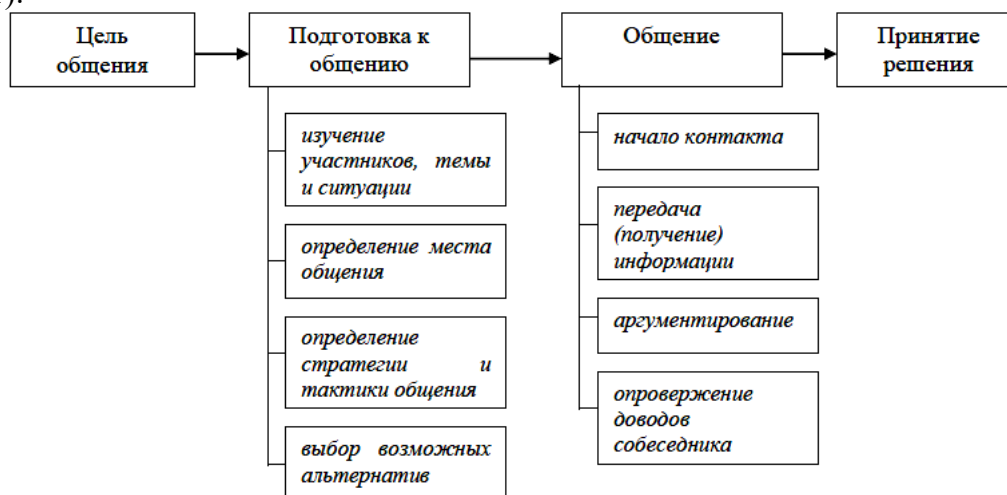 ).
Цель
общения
Подготовка к
общению
Общение
Принятие
решения
изучение
участников, темы
и ситуации
определение места
общения
определение
стратегии и
тактики общения
выбор возможных
альтернатив
начало контакта
передача
(получение)
информации
аргументирование
опровержение
доводов
собеседника